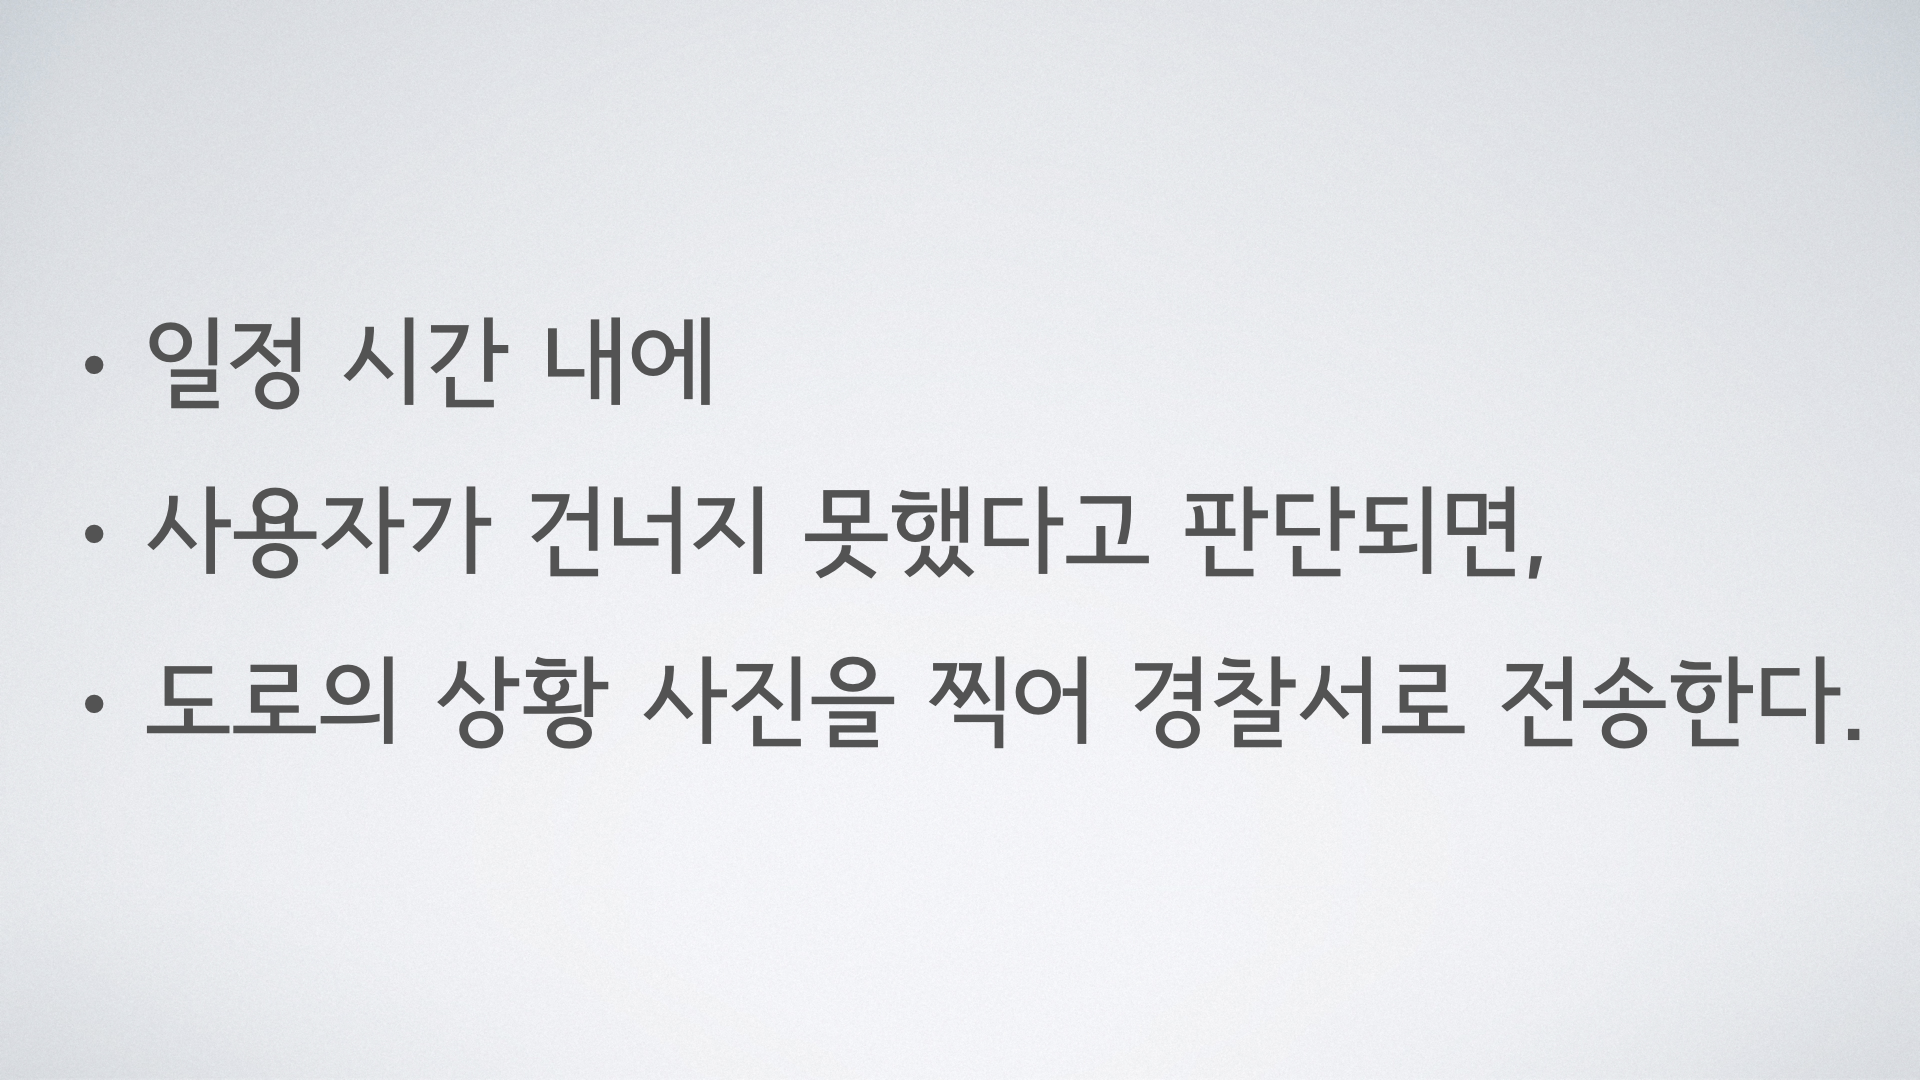 • 일정 시간 내에
• 사용자가 건너지 못했다고 판단되면,
• 도로의 상황 사진을 찍어 경찰서로 전송한다.